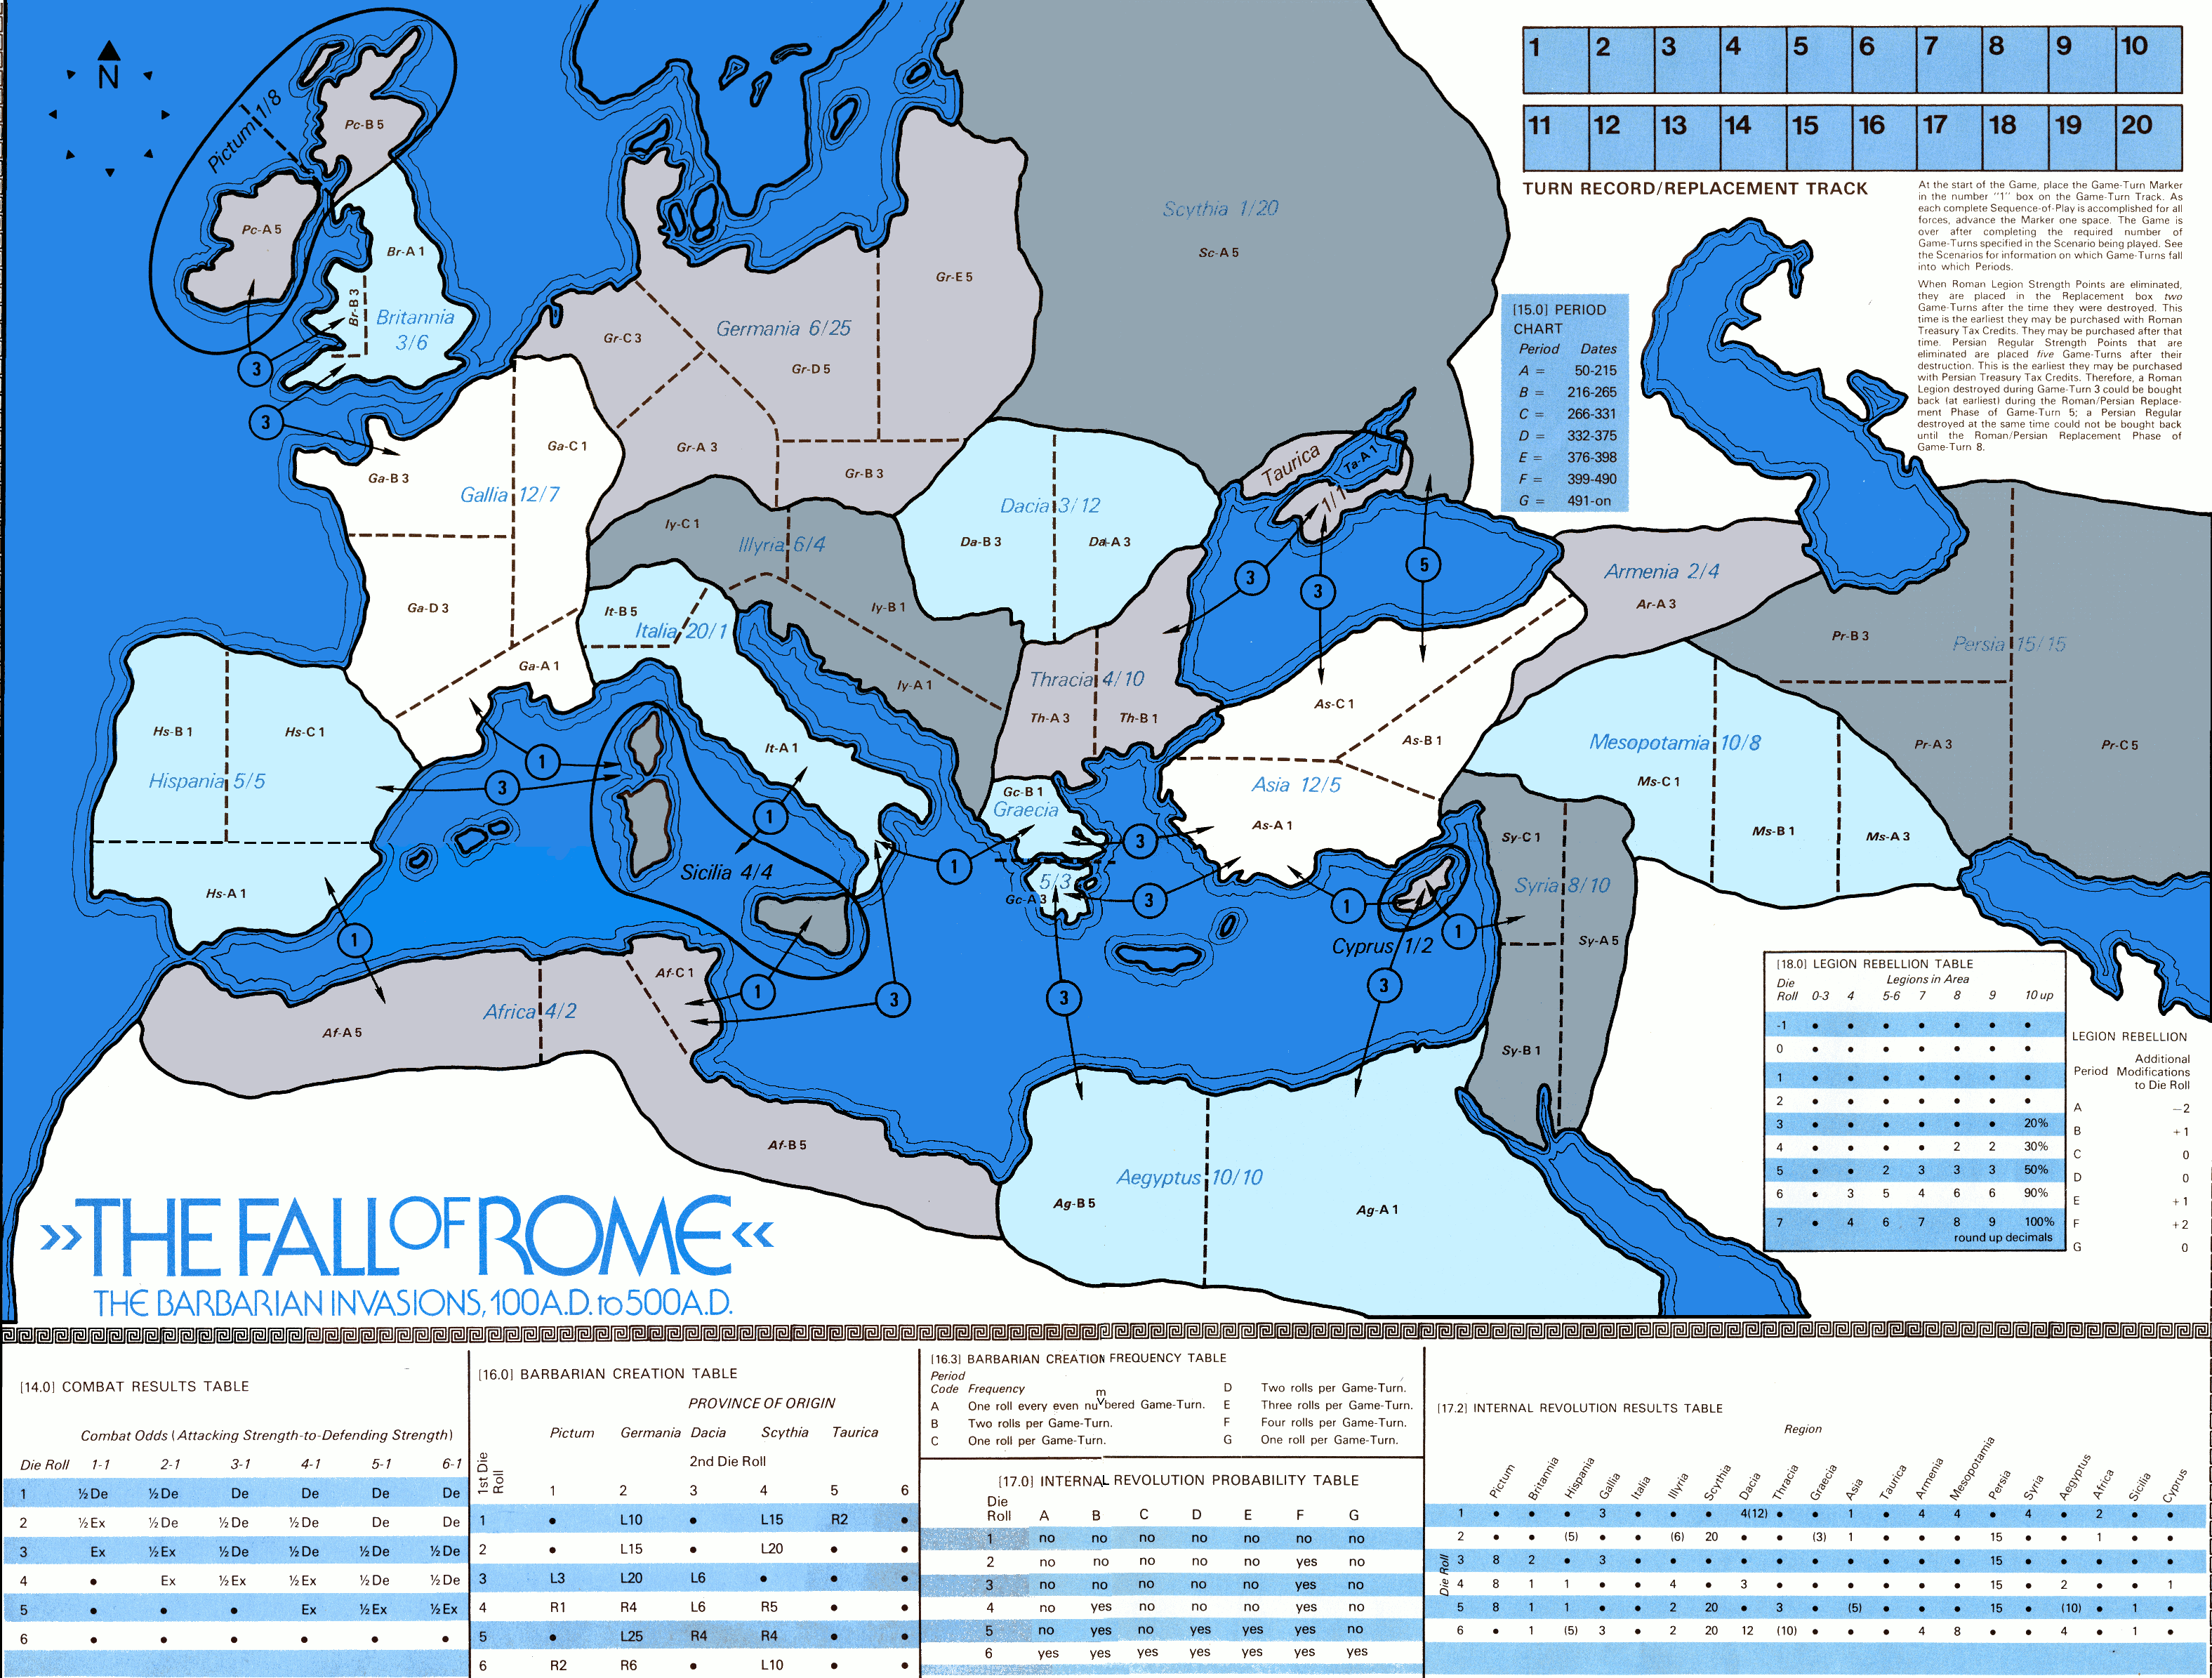 N
Pictum 1/8
Pc-B 5
Pc-A 5
Br-A 1
Br-B 3
Britannia
3/6
3
3
Scythia 1/20
Sc-A 5
Gr-E 5
Germania 6/25
Gr-C 3
Gr-D 5
Gr-A 3
Gr-B 3
Ga-C 1
Ga-B 3
Gallia 12/7
Ga-D 3
Ga-A 1
Iy-C 1
Illyria 6/4
Iy-B 1
Iy-A 1
Dacia 3/12
Da-B 3
Da-A 3
Taurica
1/1
Ta-A 1
3
3
5
It-B 5
Italia 20/1
It-A 1
Thracia 4/10
Th-A 3
Th-B 1
Armenia 2/4
Ar-A 3
Pr-B 3
Persia 15/15
Pr-A 3
Pr-C 5
Hs-B 1
Hs-C 1
Hispania 5/5
Hs-A 1
1
3
1
1
Sicilia 4/4
1
3
1
Gc-B 1
Graecia
5/3
Gc-A 3
3
3
3
As-C 1
As-B 1
Asia 12/5
As-A 1
1
1
Cyprus 1/2
3
Mesopotamia 10/8
Ms-C 1
Ms-B 1
Ms-A 3
Sy-C 1
Syria 8/10
Sy-A 5
Sy-B 1
Af-C 1
Africa 4/2
Af-A 5
Af-B 5
Aegyptus 10/10
Ag-B 5
Ag-A 1
1 2 3 4 5 6 7 8 9 10
11 12 13 14 15 16 17 18 19 20
TURN RECORD/REPLACEMENT TRACK
At the start of the Game, place the Game-Turn Marker
in the number "1" box on the Game-Turn Track. As
each complete Sequence-of-Play is accomplished for all
forces, advance the Marker one space. The Game is
over after completing the required number of
Game-Turns specified in the Scenario being played. See
the Scenarios for information on which Game-Turns fall
into which Periods.
When Roman Legion Strength Points are eliminated,
they are placed in the Replacement box two
Game-Turns after the time they were destroyed. This
time is the earliest they may be purchased with Roman
Treasury Tax Credits. They may be purchased after that
time. Persian Regular Strength Points that are
eliminated are placed five Game-Turns after their
destruction. This is the earliest they may be purchased
with Persian Treasury Tax Credits. Therefore, a Roman
Legion destroyed during Game-Turn 3 could be bought
back (at earliest) during the Roman/Persian Replace-
ment Phase of Game-Turn 5; a Persian Regular
destroyed at the same time could not be bought back
until the Roman/Persian Replacement Phase of
Game-Turn 8.
[15.0] PERIOD
CHART
Period Dates
A = 50-215
B = 216-265
C = 266-331
D = 332-375
E = 376-398
F = 399-490
G = 491-on
[18.0] LEGION REBELLION TABLE
Die Roll Legions in Area
0-3 4 5-6 7 8 9 10 up
-1 • • • • • • •
0 • • • • • • •
1 • • • • • • •
2 • • • • • • •
3 • • • • • • 20%
4 • • • • 2 2 30%
5 • • 2 3 3 3 50%
6 • 3 5 4 6 6 90%
7 • 4 6 7 8 9 100%
round up decimals
LEGION REBELLION
Additional
Period Modifications
to Die Roll
A −2
B +1
C 0
D 0
E +1
F +2
G 0
»THE FALL OF ROME«
THE BARBARIAN INVASIONS, 100A.D. to 500A.D.
[14.0] COMBAT RESULTS TABLE
Combat Odds (Attacking Strength-to-Defending Strength)
Die Roll 1-1 2-1 3-1 4-1 5-1 6-1
1 ½De ½De De De De De
2 ½Ex ½De ½De ½De De De
3 Ex ½Ex ½De ½De ½De ½De
4 • Ex ½Ex ½Ex ½De ½De
5 • • • Ex ½Ex ½Ex
6 • • • • • •
[16.0] BARBARIAN CREATION TABLE
PROVINCE OF ORIGIN
Pictum Germania Dacia Scythia Taurica
1st Die Roll
2nd Die Roll
1 2 3 4 5 6
1 • L10 • L15 R2 •
2 • L15 • L20 • •
3 L3 L20 L6 • • •
4 R1 R4 L6 R5 • •
5 • L25 R4 R4 • •
6 R2 R6 • L10 • •
[16.3] BARBARIAN CREATION FREQUENCY TABLE
Period
Code Frequency
A One roll every even numbered Game-Turn.
B Two rolls per Game-Turn.
C One roll per Game-Turn.
D Two rolls per Game-Turn.
E Three rolls per Game-Turn.
F Four rolls per Game-Turn.
G One roll per Game-Turn.
[17.0] INTERNAL REVOLUTION PROBABILITY TABLE
Die
Roll A B C D E F G
1 no no no no no no no
2 no no no no no yes no
3 no no no no no yes no
4 no yes no no no yes no
5 no yes no yes yes yes no
6 yes yes yes yes yes yes yes
[17.2] INTERNAL REVOLUTION RESULTS TABLE
Region
Pictum Britannia Hispania Gallia Italia Illyria Scythia Dacia Thracia Graecia Asia Taurica Armenia Mesopotamia Persia Syria Aegyptus Africa Sicilia Cyprus
Die Roll
1 • • • 3 • • • 4(12) • • 1 • 4 4 • 4 • 2 • •
2 • • (5) • • (6) 20 • • (3) 1 • • • 15 • • 1 • •
3 8 2 • 3 • • • • • • • • • • 15 • • • • •
4 8 1 1 • • 4 • 3 • • • • • • 15 • 2 • • 1
5 8 1 1 • • 2 20 • 3 • (5) • • • 15 • (10) • 1 •
6 • 1 (5) 3 • 2 20 12 (10) • • • 4 8 • • 4 • 1 •